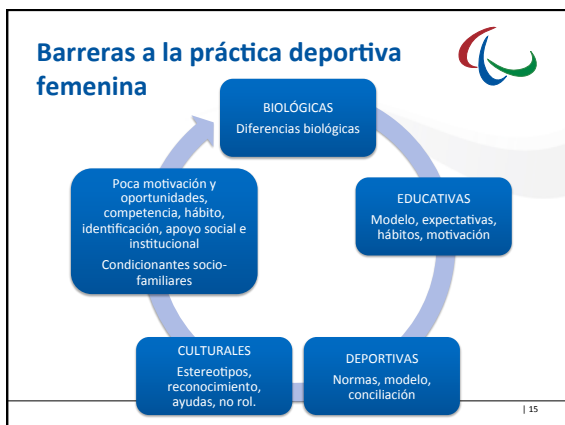 Barreras a la práctica deportiva
femenina
BIOLÓGICAS
Diferencias biológicas
EDUCATIVAS
Modelo, expectativas,
hábitos, motivación
DEPORTIVAS
Normas, modelo,
conciliación
CULTURALES
Estereotipos,
reconocimiento,
ayudas, no rol.
Poca motivación y
oportunidades,
competencia, hábito,
identificación, apoyo social e
institucional
Condicionantes socio-
familiares
| 15